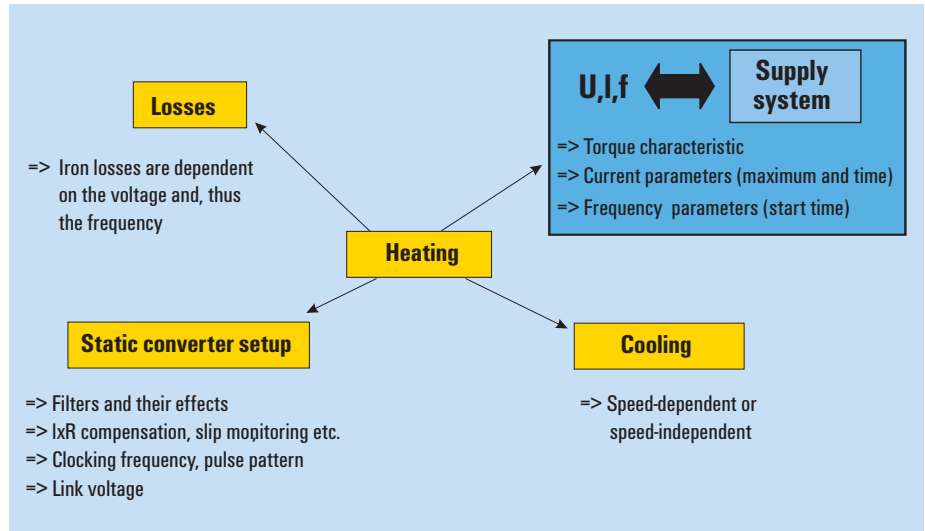 Losses
=> Iron losses are dependent
on the voltage and, thus
the frequency
U,I,f
Supply
system
=> Torque characteristic
=> Current parameters (maximum and time)
=> Frequency parameters (start time)
Heating
Static converter setup
=> Filters and their effects
=> IxR compensation, slip monitoring etc.
=> Clocking frequency, pulse pattern
=> Link voltage
Cooling
=> Speed-dependent or
speed-independent